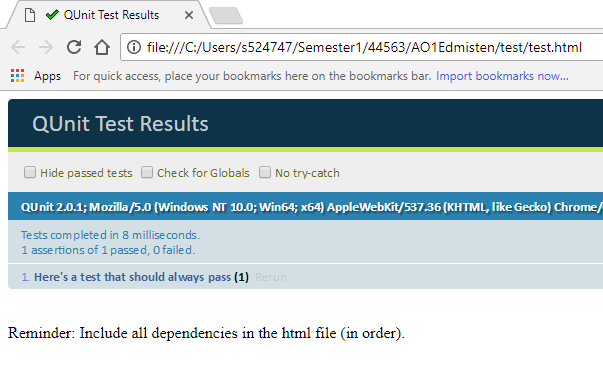 QUnit Test Results
file:///C:/Users/s524747/Semester1/44563/AO1Edmisten/test/test.html
Apps For quick access, place your bookmarks here on the bookmarks bar. Import bookmarks now...
QUnit Test Results
Hide passed tests Check for Globals No try-catch
QUnit 2.0.1; Mozilla/5.0 (Windows NT 10.0; Win64; x64) AppleWebKit/537.36 (KHTML, like Gecko) Chrome/
Tests completed in 8 milliseconds.
1 assertions of 1 passed, 0 failed.
1. Here's a test that should always pass (1) Rerun
Reminder: Include all dependencies in the html file (in order).